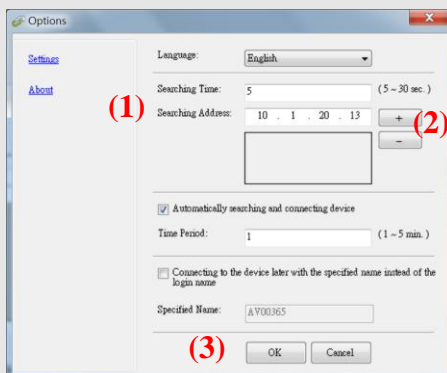 Options
Settings
About
Language: English
Searching Time: 5 (5 ~ 30 sec.)
(1) Searching Address: 10 . 1 . 20 . 13 + (2)
−
Automatically searching and connecting device
Time Period: 1 (1 ~ 5 min.)
Connecting to the device later with the specified name instead of the
login name
Specified Name: AV00365
(3) OK Cancel